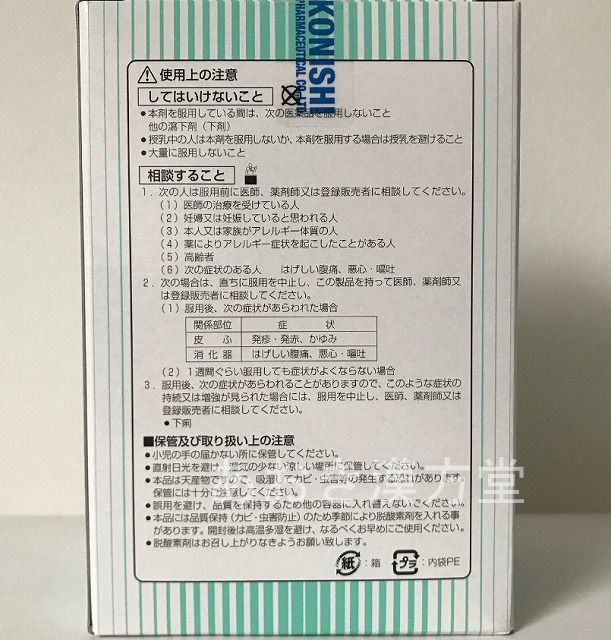 KONISHI
PHARMACEUTICAL CO., LTD.
使用上の注意
してはいけないこと
●本剤を服用している間は、次の医薬品を服用しないこと
他の瀉下剤（下剤）
●授乳中の人は本剤を服用しないか、本剤を服用する場合は授乳を避けること
●大量に服用しないこと
相談すること
1．次の人は服用前に医師、薬剤師又は登録販売者に相談してください。
（1）医師の治療を受けている人
（2）妊婦又は妊娠していると思われる人
（3）本人又は家族がアレルギー体質の人
（4）薬によりアレルギー症状を起こしたことがある人
（5）高齢者
（6）次の症状のある人　はげしい腹痛、悪心・嘔吐
2．次の場合は、直ちに服用を中止し、この製品を持って医師、薬剤師又
は登録販売者に相談してください。
（1）服用後、次の症状があらわれた場合
関係部位　症　状
皮　ふ　発疹・発赤、かゆみ
消化器　はげしい腹痛、悪心・嘔吐
（2）1週間ぐらい服用しても症状がよくならない場合
3．服用後、次の症状があらわれることがありますので、このような症状の
持続又は増強が見られた場合には、服用を中止し、医師、薬剤師又は
登録販売者に相談してください。
●下痢
■保管及び取り扱い上の注意
●小児の手の届かない所に保管してください。
●直射日光を避け、湿気の少ない涼しい場所に保管してください。
●本品は天産物ですので、吸湿してカビ・虫害等の発生する恐れがあります。
保管には十分ご注意してください。
●誤用を避け、品質を保持するため他の容器に入れ替えないでください。
●本品には品質保持（カビ・虫害防止）のため季節により脱酸素剤を入れる事
があります。開封後は高温多湿を避け、なるべくお早めにご使用ください。
●脱酸素剤はお召し上がりなきようお願い致します。
漢方堂
紙：箱　プラ：内袋PE